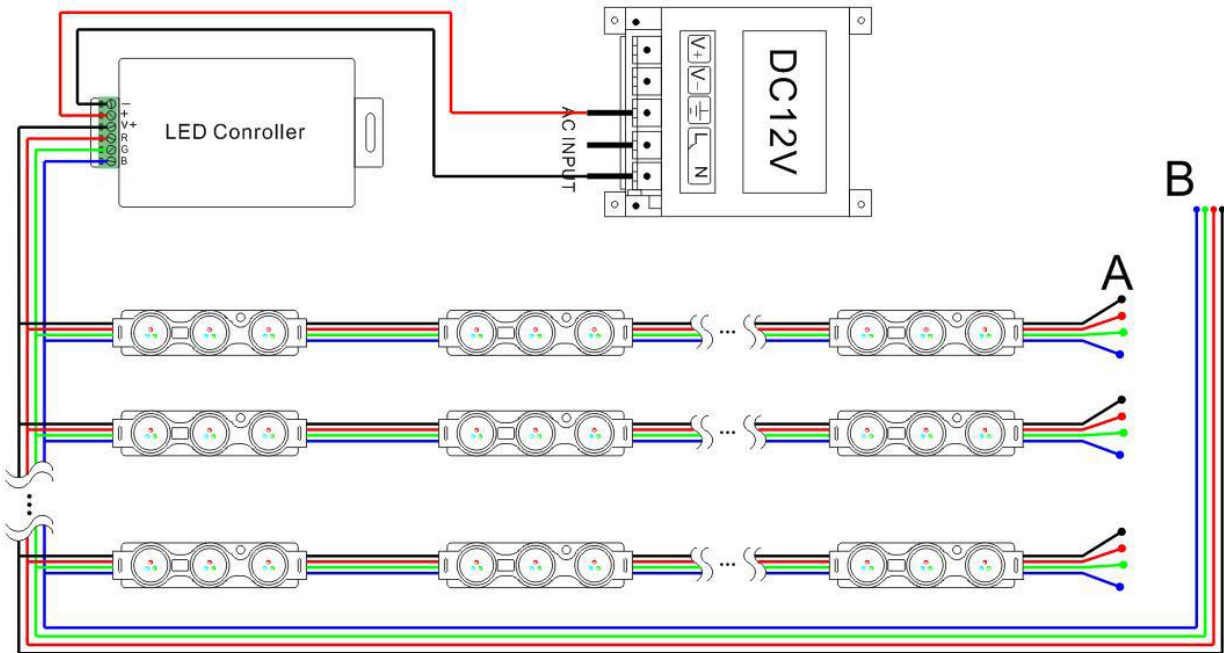 LED Conroller
−
+
V+
R
G
B
AC INPUT
V+
V-
L
N
DC12V
B
A
...
...
...
....